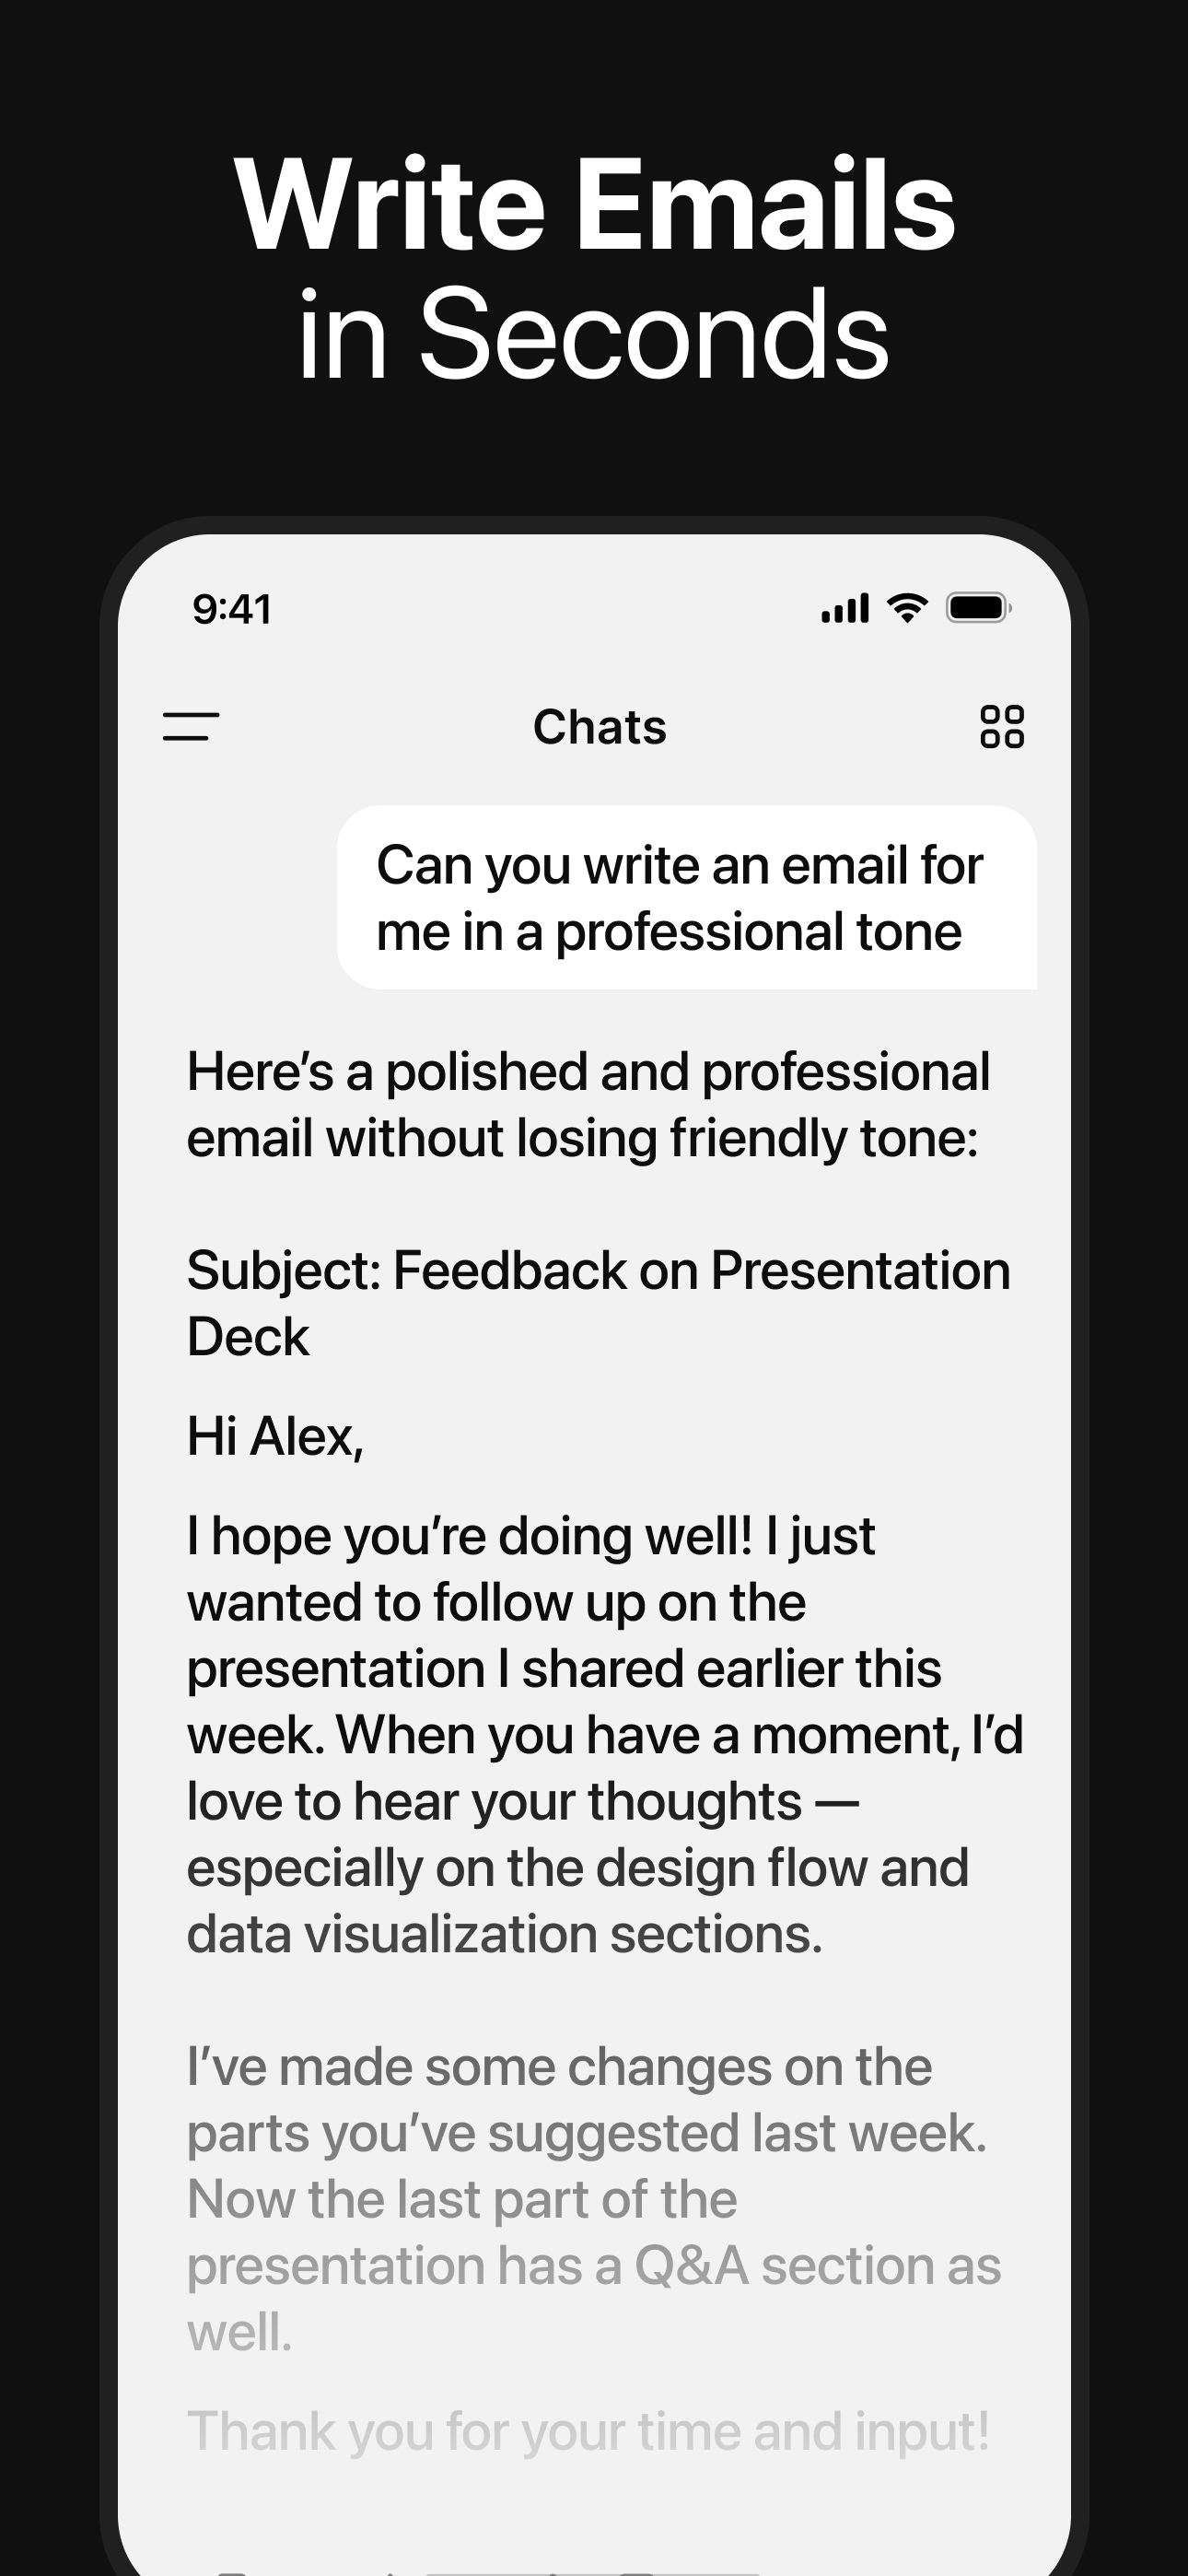 Write Emails
in Seconds
9:41
Chats
Can you write an email for
me in a professional tone
Here’s a polished and professional
email without losing friendly tone:
Subject: Feedback on Presentation
Deck
Hi Alex,
I hope you’re doing well! I just
wanted to follow up on the
presentation I shared earlier this
week. When you have a moment, I’d
love to hear your thoughts —
especially on the design flow and
data visualization sections.
I’ve made some changes on the
parts you’ve suggested last week.
Now the last part of the
presentation has a Q&A section as
well.
Thank you for your time and input!